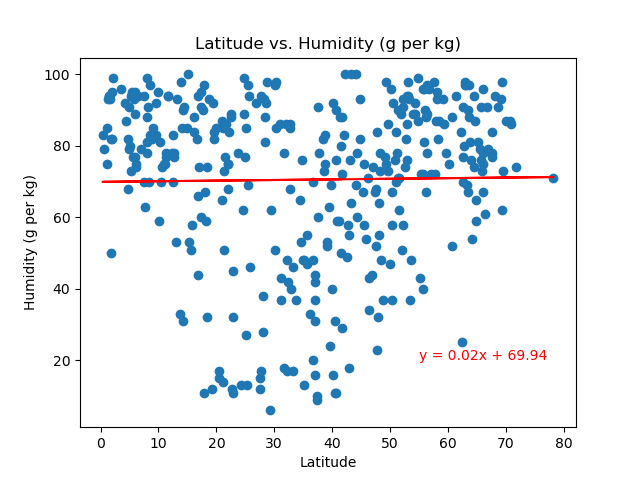 Latitude vs. Humidity (g per kg)
100
80
60
40
20
Humidity (g per kg)
y = 0.02x + 69.94
0 10 20 30 40 50 60 70 80
Latitude